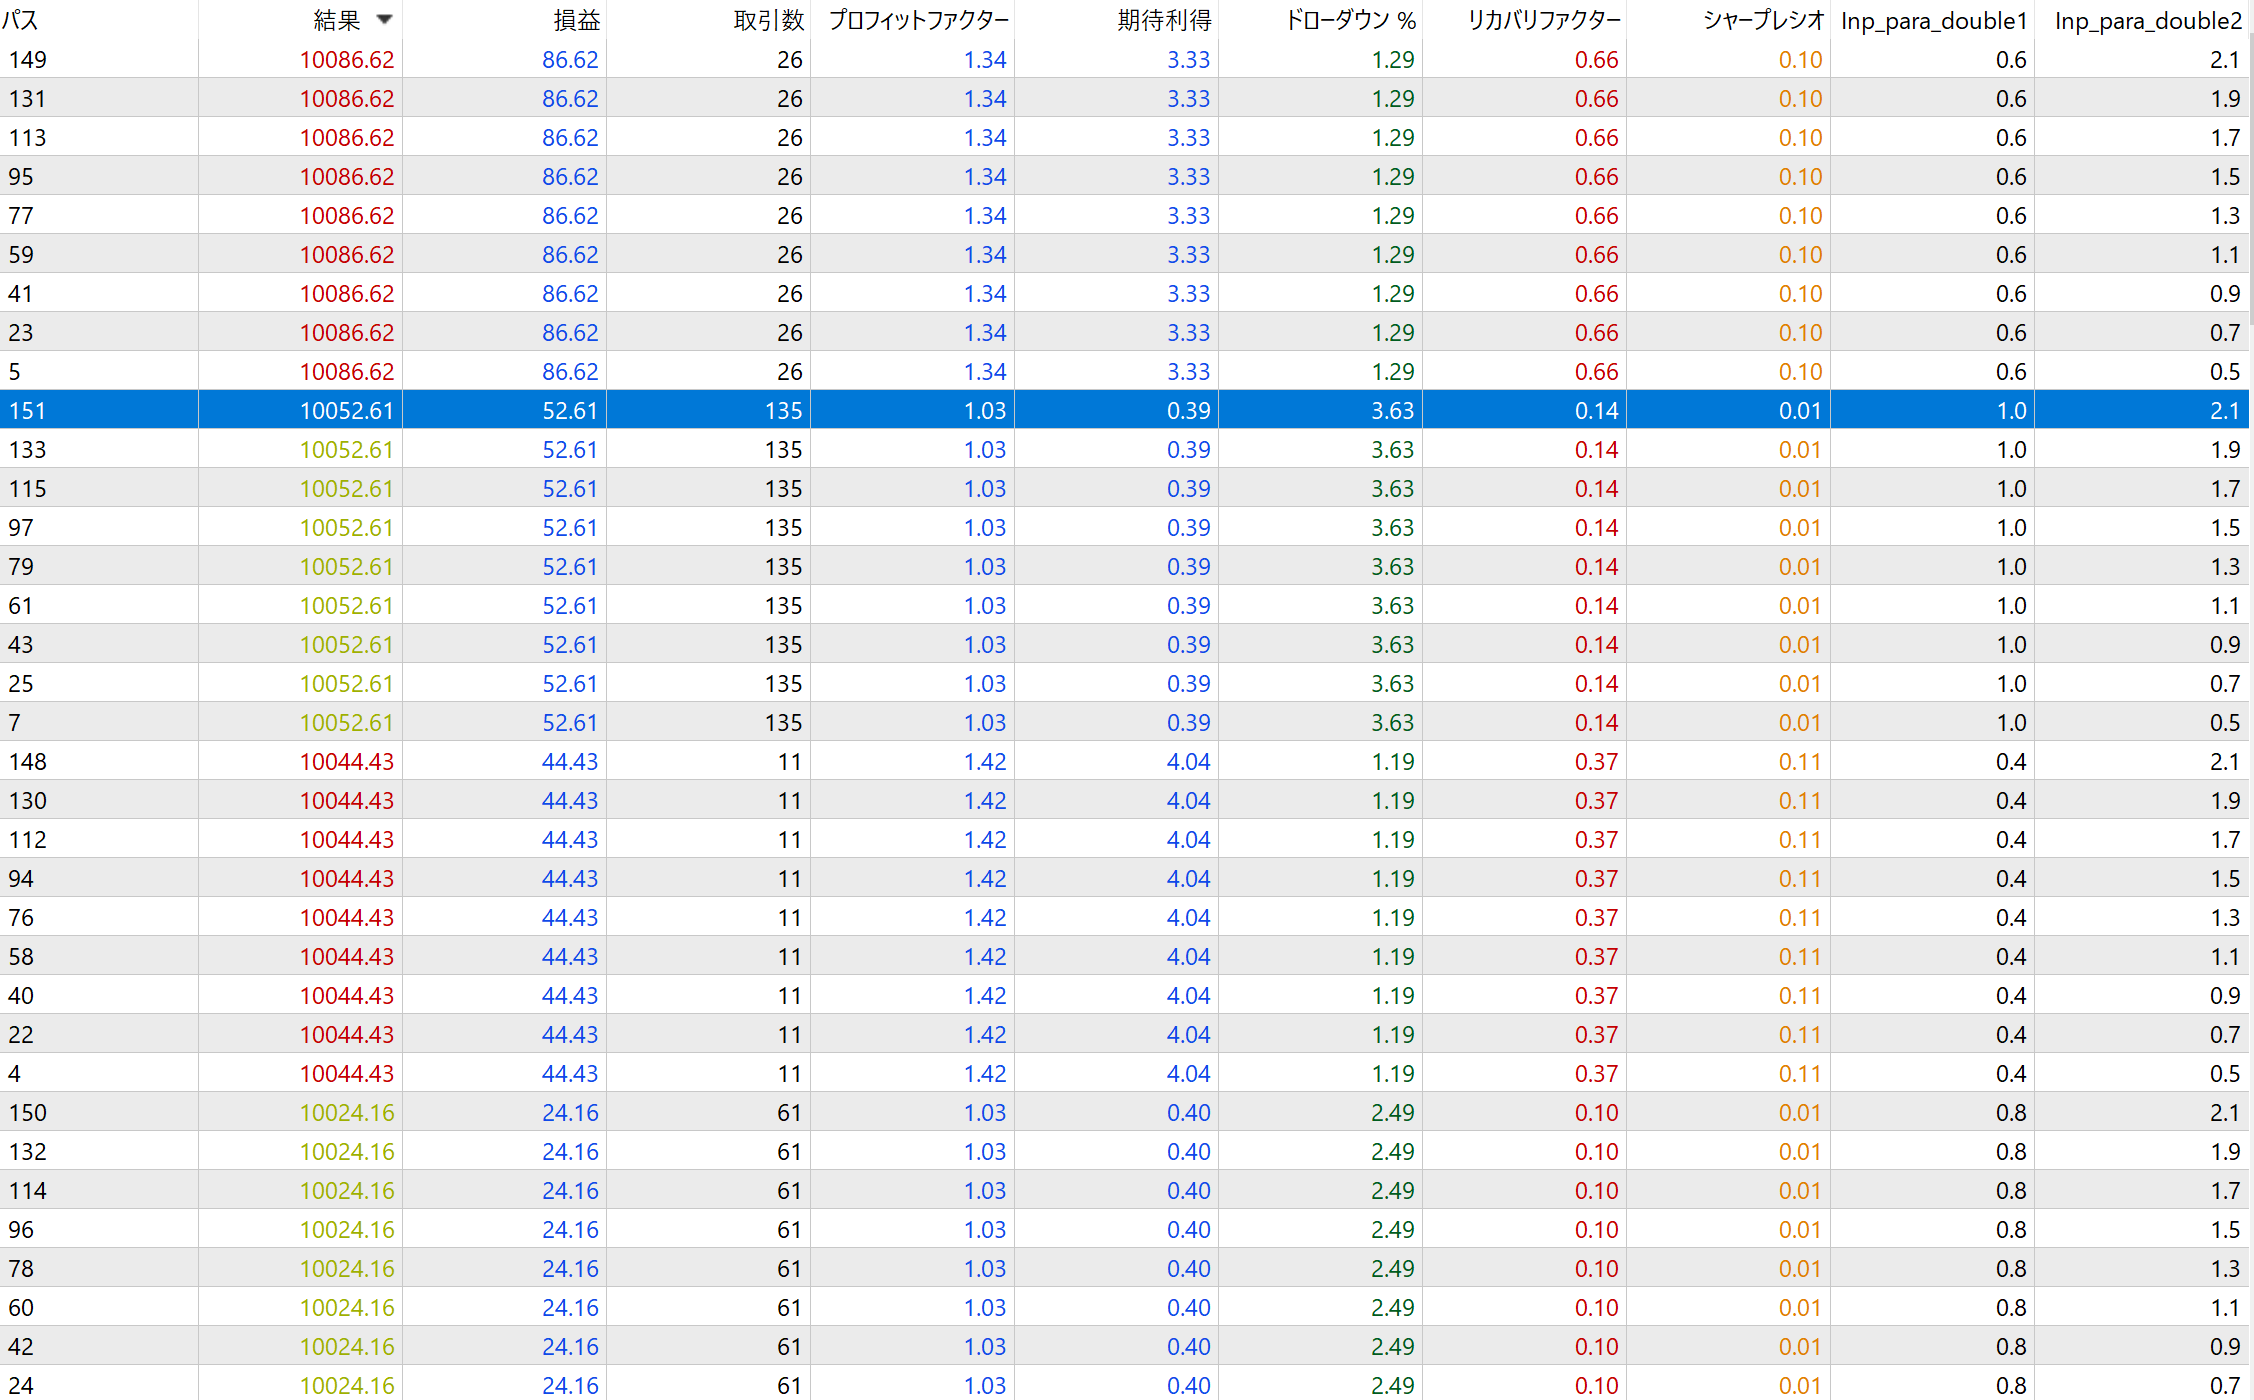 パス 結果 損益 取引数 プロフィットファクター 期待利得 ドローダウン % リカバリファクター シャープレシオ Inp_para_double1 Inp_para_double2
149 10086.62 86.62 26 1.34 3.33 1.29 0.66 0.10 0.6 2.1
131 10086.62 86.62 26 1.34 3.33 1.29 0.66 0.10 0.6 1.9
113 10086.62 86.62 26 1.34 3.33 1.29 0.66 0.10 0.6 1.7
95 10086.62 86.62 26 1.34 3.33 1.29 0.66 0.10 0.6 1.5
77 10086.62 86.62 26 1.34 3.33 1.29 0.66 0.10 0.6 1.3
59 10086.62 86.62 26 1.34 3.33 1.29 0.66 0.10 0.6 1.1
41 10086.62 86.62 26 1.34 3.33 1.29 0.66 0.10 0.6 0.9
23 10086.62 86.62 26 1.34 3.33 1.29 0.66 0.10 0.6 0.7
5 10086.62 86.62 26 1.34 3.33 1.29 0.66 0.10 0.6 0.5
151 10052.61 52.61 135 1.03 0.39 3.63 0.14 0.01 1.0 2.1
133 10052.61 52.61 135 1.03 0.39 3.63 0.14 0.01 1.0 1.9
115 10052.61 52.61 135 1.03 0.39 3.63 0.14 0.01 1.0 1.7
97 10052.61 52.61 135 1.03 0.39 3.63 0.14 0.01 1.0 1.5
79 10052.61 52.61 135 1.03 0.39 3.63 0.14 0.01 1.0 1.3
61 10052.61 52.61 135 1.03 0.39 3.63 0.14 0.01 1.0 1.1
43 10052.61 52.61 135 1.03 0.39 3.63 0.14 0.01 1.0 0.9
25 10052.61 52.61 135 1.03 0.39 3.63 0.14 0.01 1.0 0.7
7 10052.61 52.61 135 1.03 0.39 3.63 0.14 0.01 1.0 0.5
148 10044.43 44.43 11 1.42 4.04 1.19 0.37 0.11 0.4 2.1
130 10044.43 44.43 11 1.42 4.04 1.19 0.37 0.11 0.4 1.9
112 10044.43 44.43 11 1.42 4.04 1.19 0.37 0.11 0.4 1.7
94 10044.43 44.43 11 1.42 4.04 1.19 0.37 0.11 0.4 1.5
76 10044.43 44.43 11 1.42 4.04 1.19 0.37 0.11 0.4 1.3
58 10044.43 44.43 11 1.42 4.04 1.19 0.37 0.11 0.4 1.1
40 10044.43 44.43 11 1.42 4.04 1.19 0.37 0.11 0.4 0.9
22 10044.43 44.43 11 1.42 4.04 1.19 0.37 0.11 0.4 0.7
4 10044.43 44.43 11 1.42 4.04 1.19 0.37 0.11 0.4 0.5
150 10024.16 24.16 61 1.03 0.40 2.49 0.10 0.01 0.8 2.1
132 10024.16 24.16 61 1.03 0.40 2.49 0.10 0.01 0.8 1.9
114 10024.16 24.16 61 1.03 0.40 2.49 0.10 0.01 0.8 1.7
96 10024.16 24.16 61 1.03 0.40 2.49 0.10 0.01 0.8 1.5
78 10024.16 24.16 61 1.03 0.40 2.49 0.10 0.01 0.8 1.3
60 10024.16 24.16 61 1.03 0.40 2.49 0.10 0.01 0.8 1.1
42 10024.16 24.16 61 1.03 0.40 2.49 0.10 0.01 0.8 0.9
24 10024.16 24.16 61 1.03 0.40 2.49 0.10 0.01 0.8 0.7